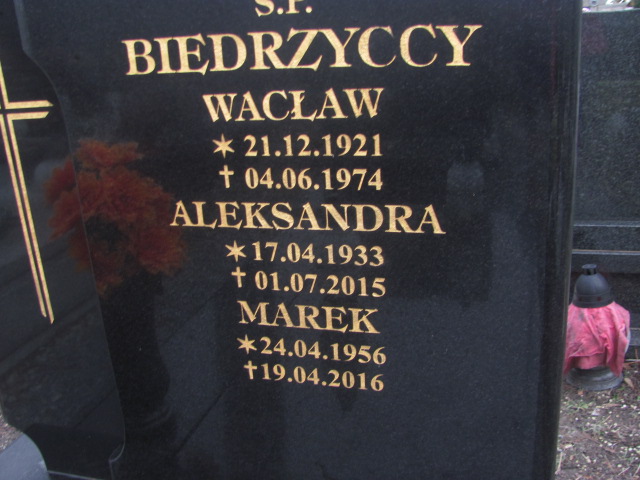 Ś.P.
BIEDRZYCCY
WACŁAW
✶ 21.12.1921
✝ 04.06.1974
ALEKSANDRA
✶ 17.04.1933
✝ 01.07.2015
MAREK
✶ 24.04.1956
✝ 19.04.2016